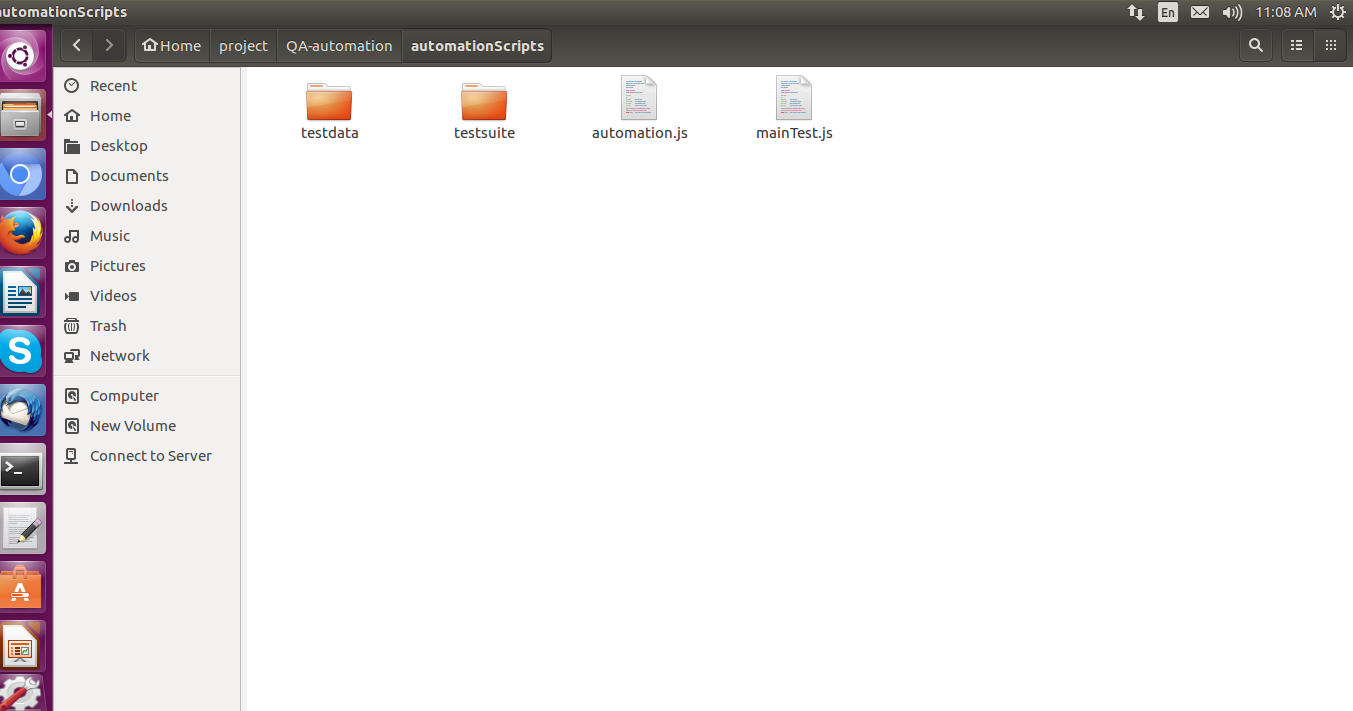 automationScripts
En
11:08 AM
Home project QA-automation automationScripts
Recent
Home
Desktop
Documents
Downloads
Music
Pictures
Videos
Trash
Network
Computer
New Volume
Connect to Server
testdata testsuite automation.js mainTest.js